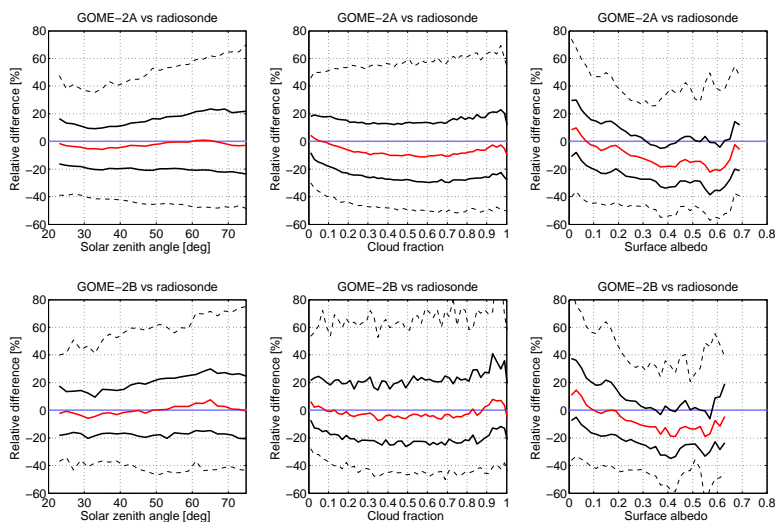 GOME−2A vs radiosonde
GOME−2A vs radiosonde
GOME−2A vs radiosonde
80
60
40
20
0
−20
−40
−60
Relative difference [%]
20 30 40 50 60 70
Solar zenith angle [deg]
80
60
40
20
0
−20
−40
−60
Relative difference [%]
0 0.1 0.2 0.3 0.4 0.5 0.6 0.7 0.8 0.9 1
Cloud fraction
80
60
40
20
0
−20
−40
−60
Relative difference [%]
0 0.1 0.2 0.3 0.4 0.5 0.6 0.7 0.8
Surface albedo
GOME−2B vs radiosonde
GOME−2B vs radiosonde
GOME−2B vs radiosonde
80
60
40
20
0
−20
−40
−60
Relative difference [%]
20 30 40 50 60 70
Solar zenith angle [deg]
80
60
40
20
0
−20
−40
−60
Relative difference [%]
0 0.1 0.2 0.3 0.4 0.5 0.6 0.7 0.8 0.9 1
Cloud fraction
80
60
40
20
0
−20
−40
−60
Relative difference [%]
0 0.1 0.2 0.3 0.4 0.5 0.6 0.7 0.8
Surface albedo